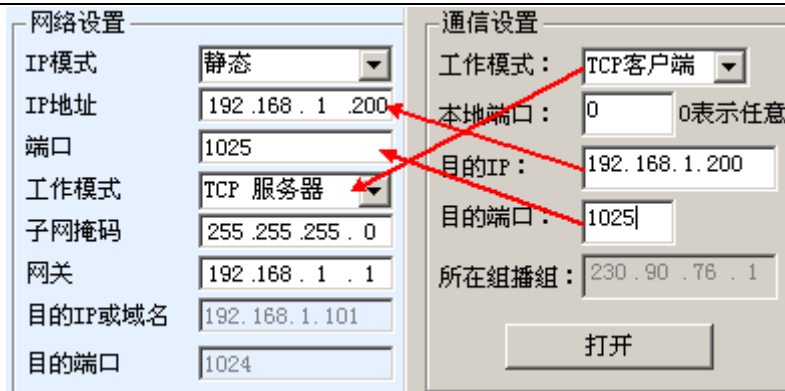 网络设置
IP模式 静态
IP地址 192 .168 . 1 .200
端口 1025
工作模式 TCP 服务器
子网掩码 255 .255 .255 . 0
网关 192 .168 . 1 . 1
目的IP或域名 192.168.1.101
目的端口 1024
通信设置
工作模式： TCP客户端
本地端口： 0 0表示任意
目的IP： 192.168.1.200
目的端口： 1025
所在组播组： 230 .90 .76 . 1
打开